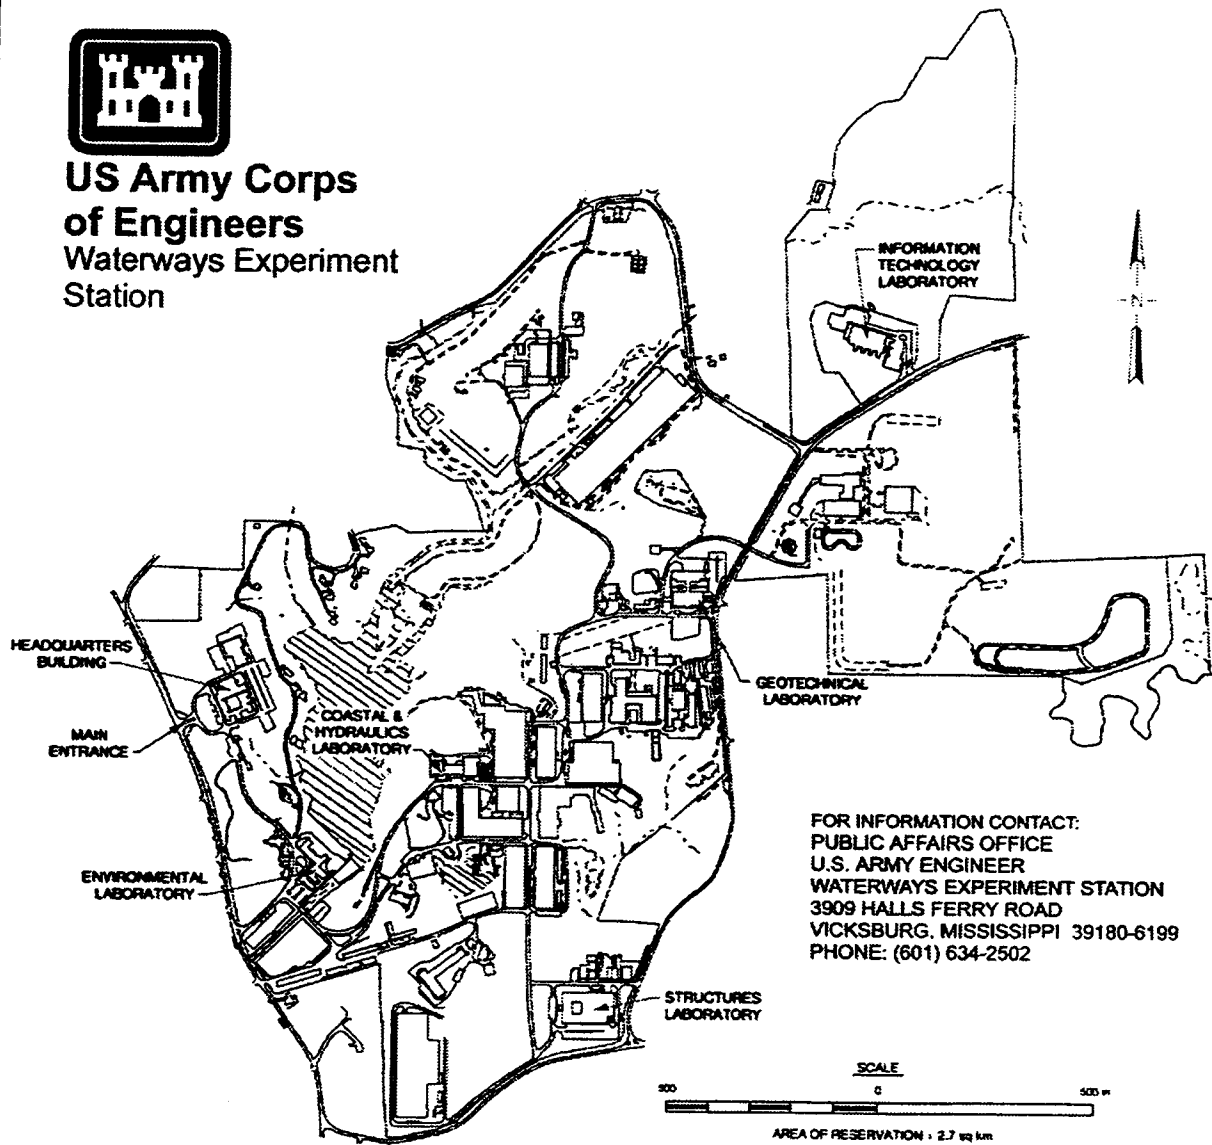 US Army Corps
of Engineers
Waterways Experiment
Station
INFORMATION
TECHNOLOGY
LABORATORY
N
HEADQUARTERS
BUILDING
MAIN
ENTRANCE
COASTAL &
HYDRAULICS
LABORATORY
GEOTECHNICAL
LABORATORY
ENVIRONMENTAL
LABORATORY
STRUCTURES
LABORATORY
FOR INFORMATION CONTACT:
PUBLIC AFFAIRS OFFICE
U.S. ARMY ENGINEER
WATERWAYS EXPERIMENT STATION
3909 HALLS FERRY ROAD
VICKSBURG, MISSISSIPPI 39180-6199
PHONE: (601) 634-2502
SCALE
500 0 500 m
AREA OF RESERVATION : 2.7 sq km